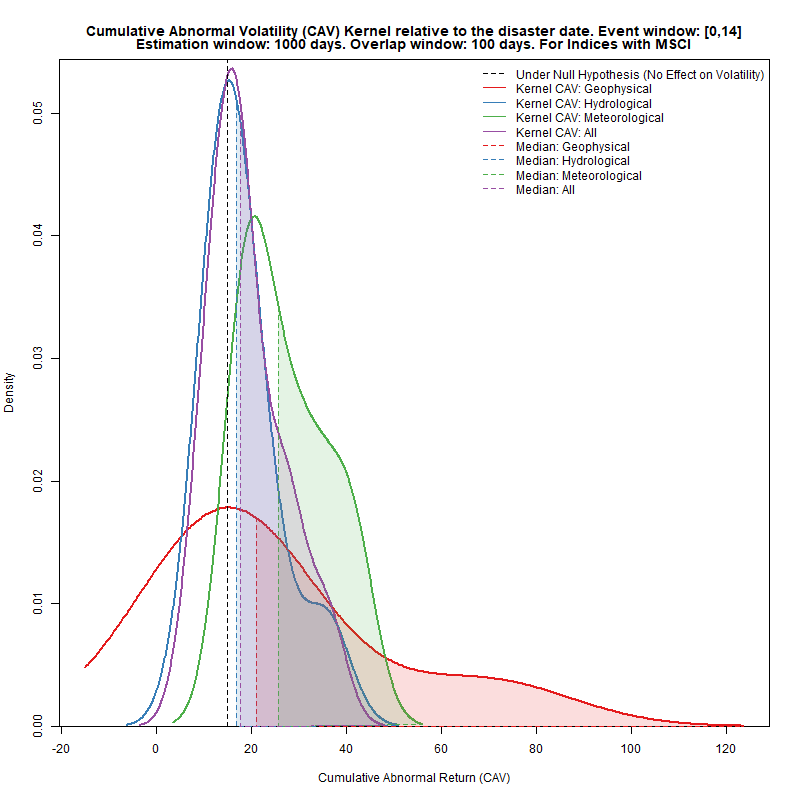 Cumulative Abnormal Volatility (CAV) Kernel relative to the disaster date. Event window: [0,14]
Estimation window: 1000 days. Overlap window: 100 days. For Indices with MSCI
Under Null Hypothesis (No Effect on Volatility)
Kernel CAV: Geophysical
Kernel CAV: Hydrological
Kernel CAV: Meteorological
Kernel CAV: All
Median: Geophysical
Median: Hydrological
Median: Meteorological
Median: All
Density
0.05
0.04
0.03
0.02
0.01
0.00
-20 0 20 40 60 80 100 120
Cumulative Abnormal Return (CAV)